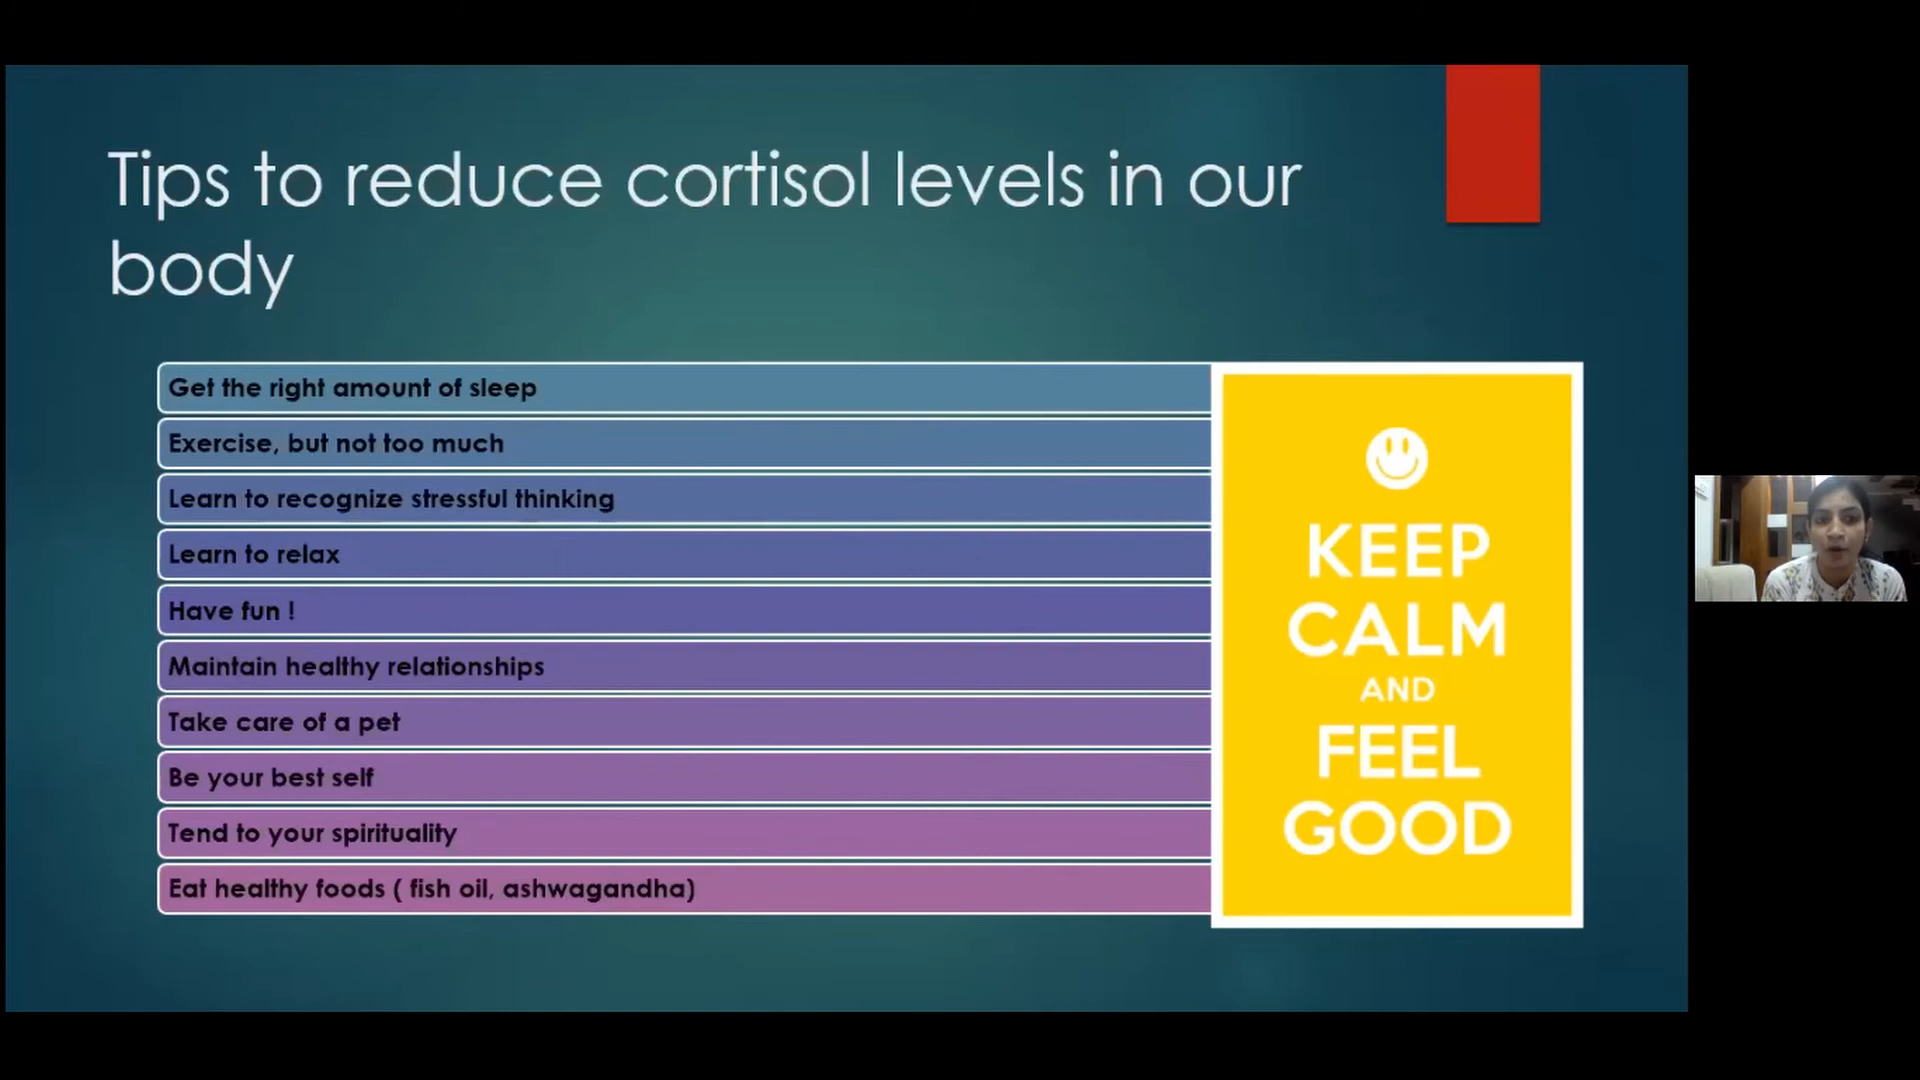 Tips to reduce cortisol levels in our
body
Get the right amount of sleep
Exercise, but not too much
Learn to recognize stressful thinking
Learn to relax
Have fun !
Maintain healthy relationships
Take care of a pet
Be your best self
Tend to your spirituality
Eat healthy foods ( fish oil, ashwagandha)
KEEP
CALM
AND
FEEL
GOOD